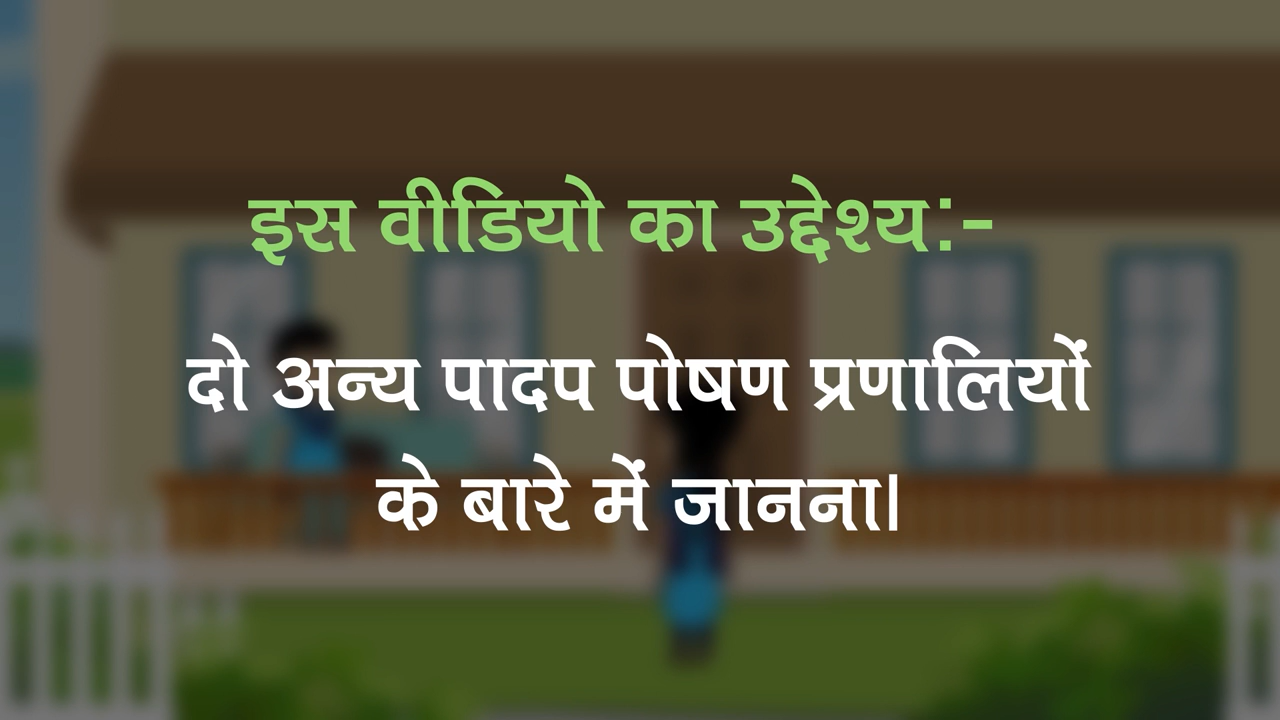 इस वीडियो का उद्देश्य:-
दो अन्य पादप पोषण प्रणालियों
के बारे में जानना।